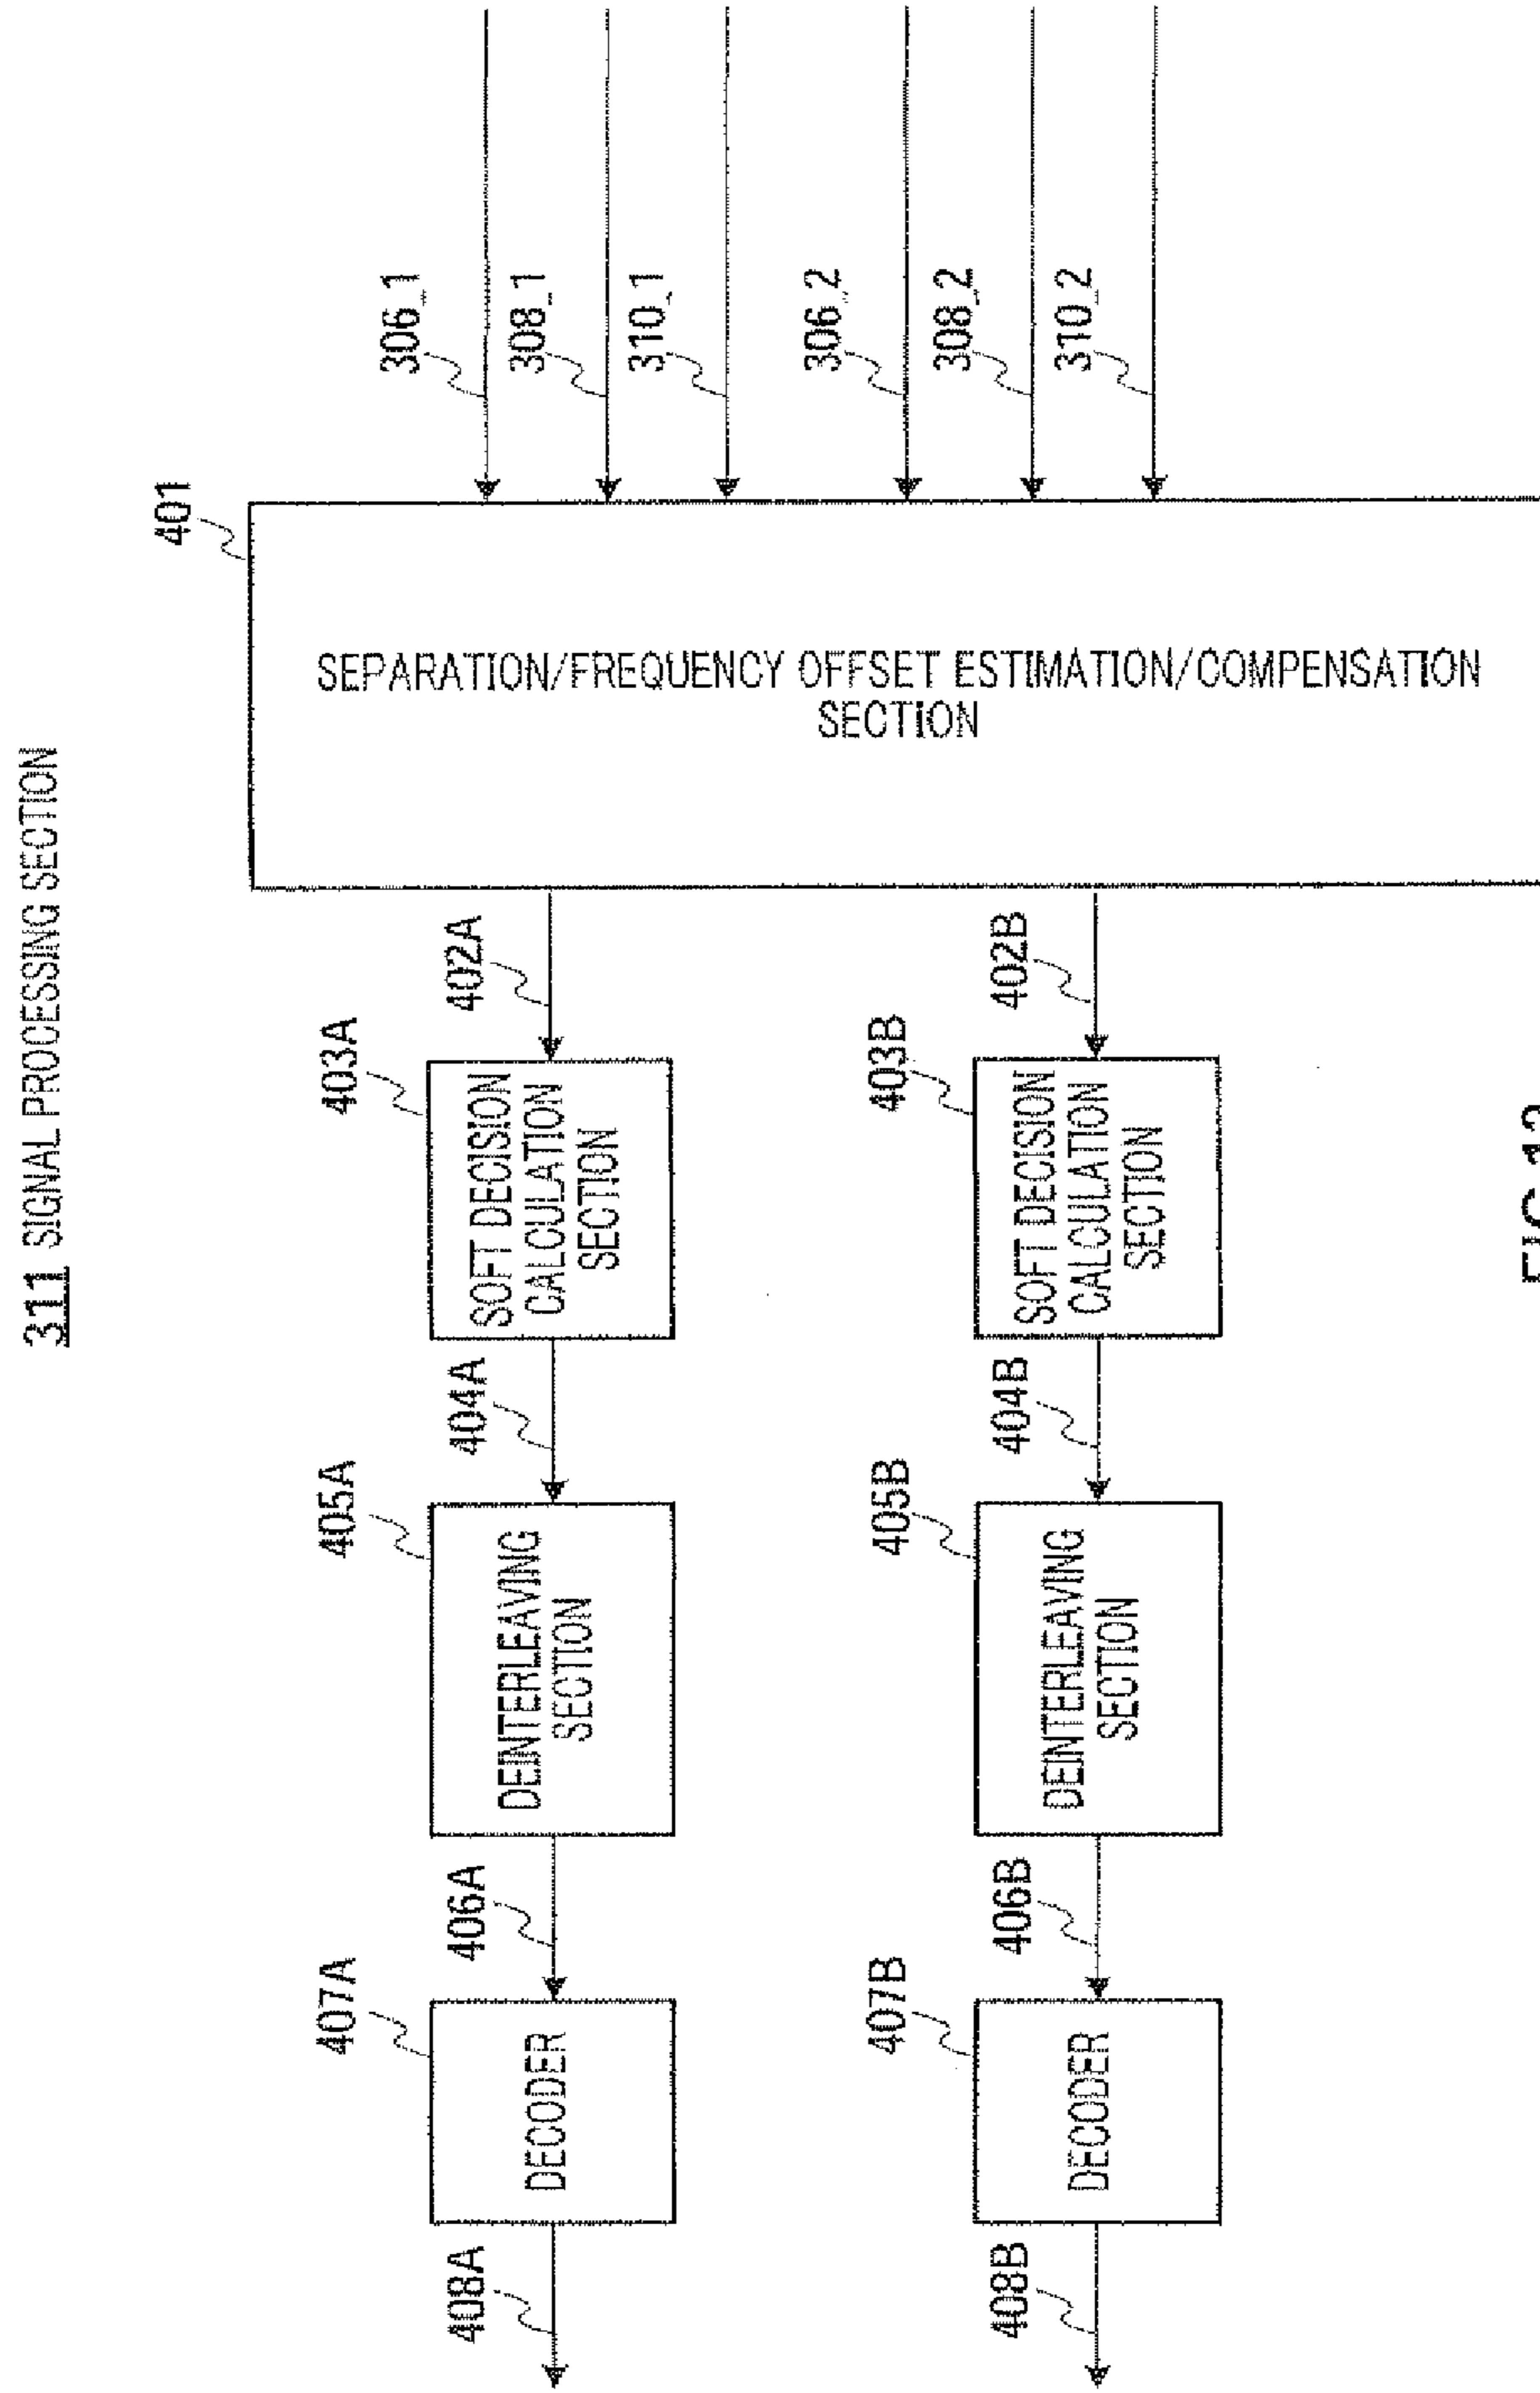 311 SIGNAL PROCESSING SECTION
401
SEPARATION/FREQUENCY OFFSET ESTIMATION/COMPENSATION
SECTION
306_1
308_1
310_1
306_2
308_2
310_2
402A
403A
SOFT DECISION
CALCULATION
SECTION
404A
405A
DEINTERLEAVING
SECTION
406A
407A
DECODER
408A
402B
403B
SOFT DECISION
CALCULATION
SECTION
404B
405B
DEINTERLEAVING
SECTION
406B
407B
DECODER
408B